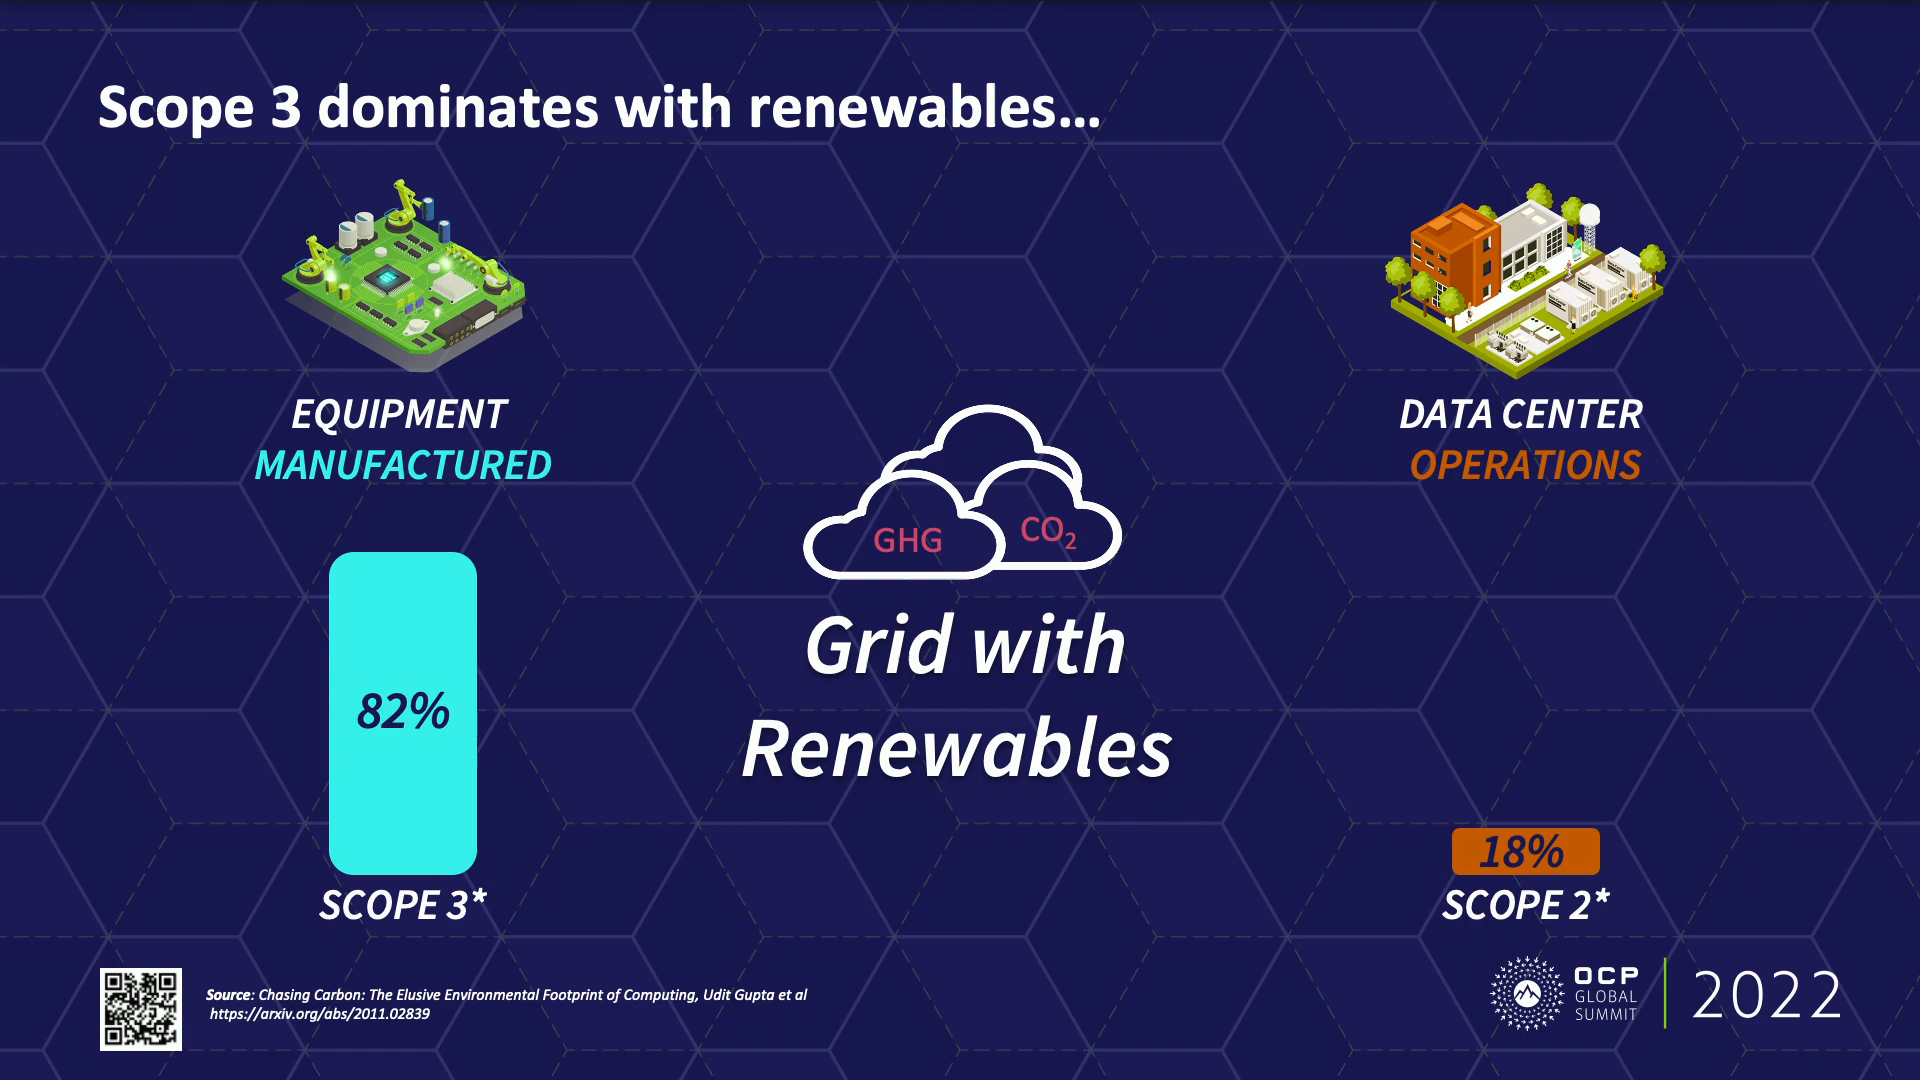 Scope 3 dominates with renewables...
EQUIPMENT
MANUFACTURED
DATA CENTER
OPERATIONS
GHG
CO₂
Grid with
Renewables
82%
SCOPE 3*
18%
SCOPE 2*
Source: Chasing Carbon: The Elusive Environmental Footprint of Computing, Udit Gupta et al
https://arxiv.org/abs/2011.02839
OCP
GLOBAL
SUMMIT
2022